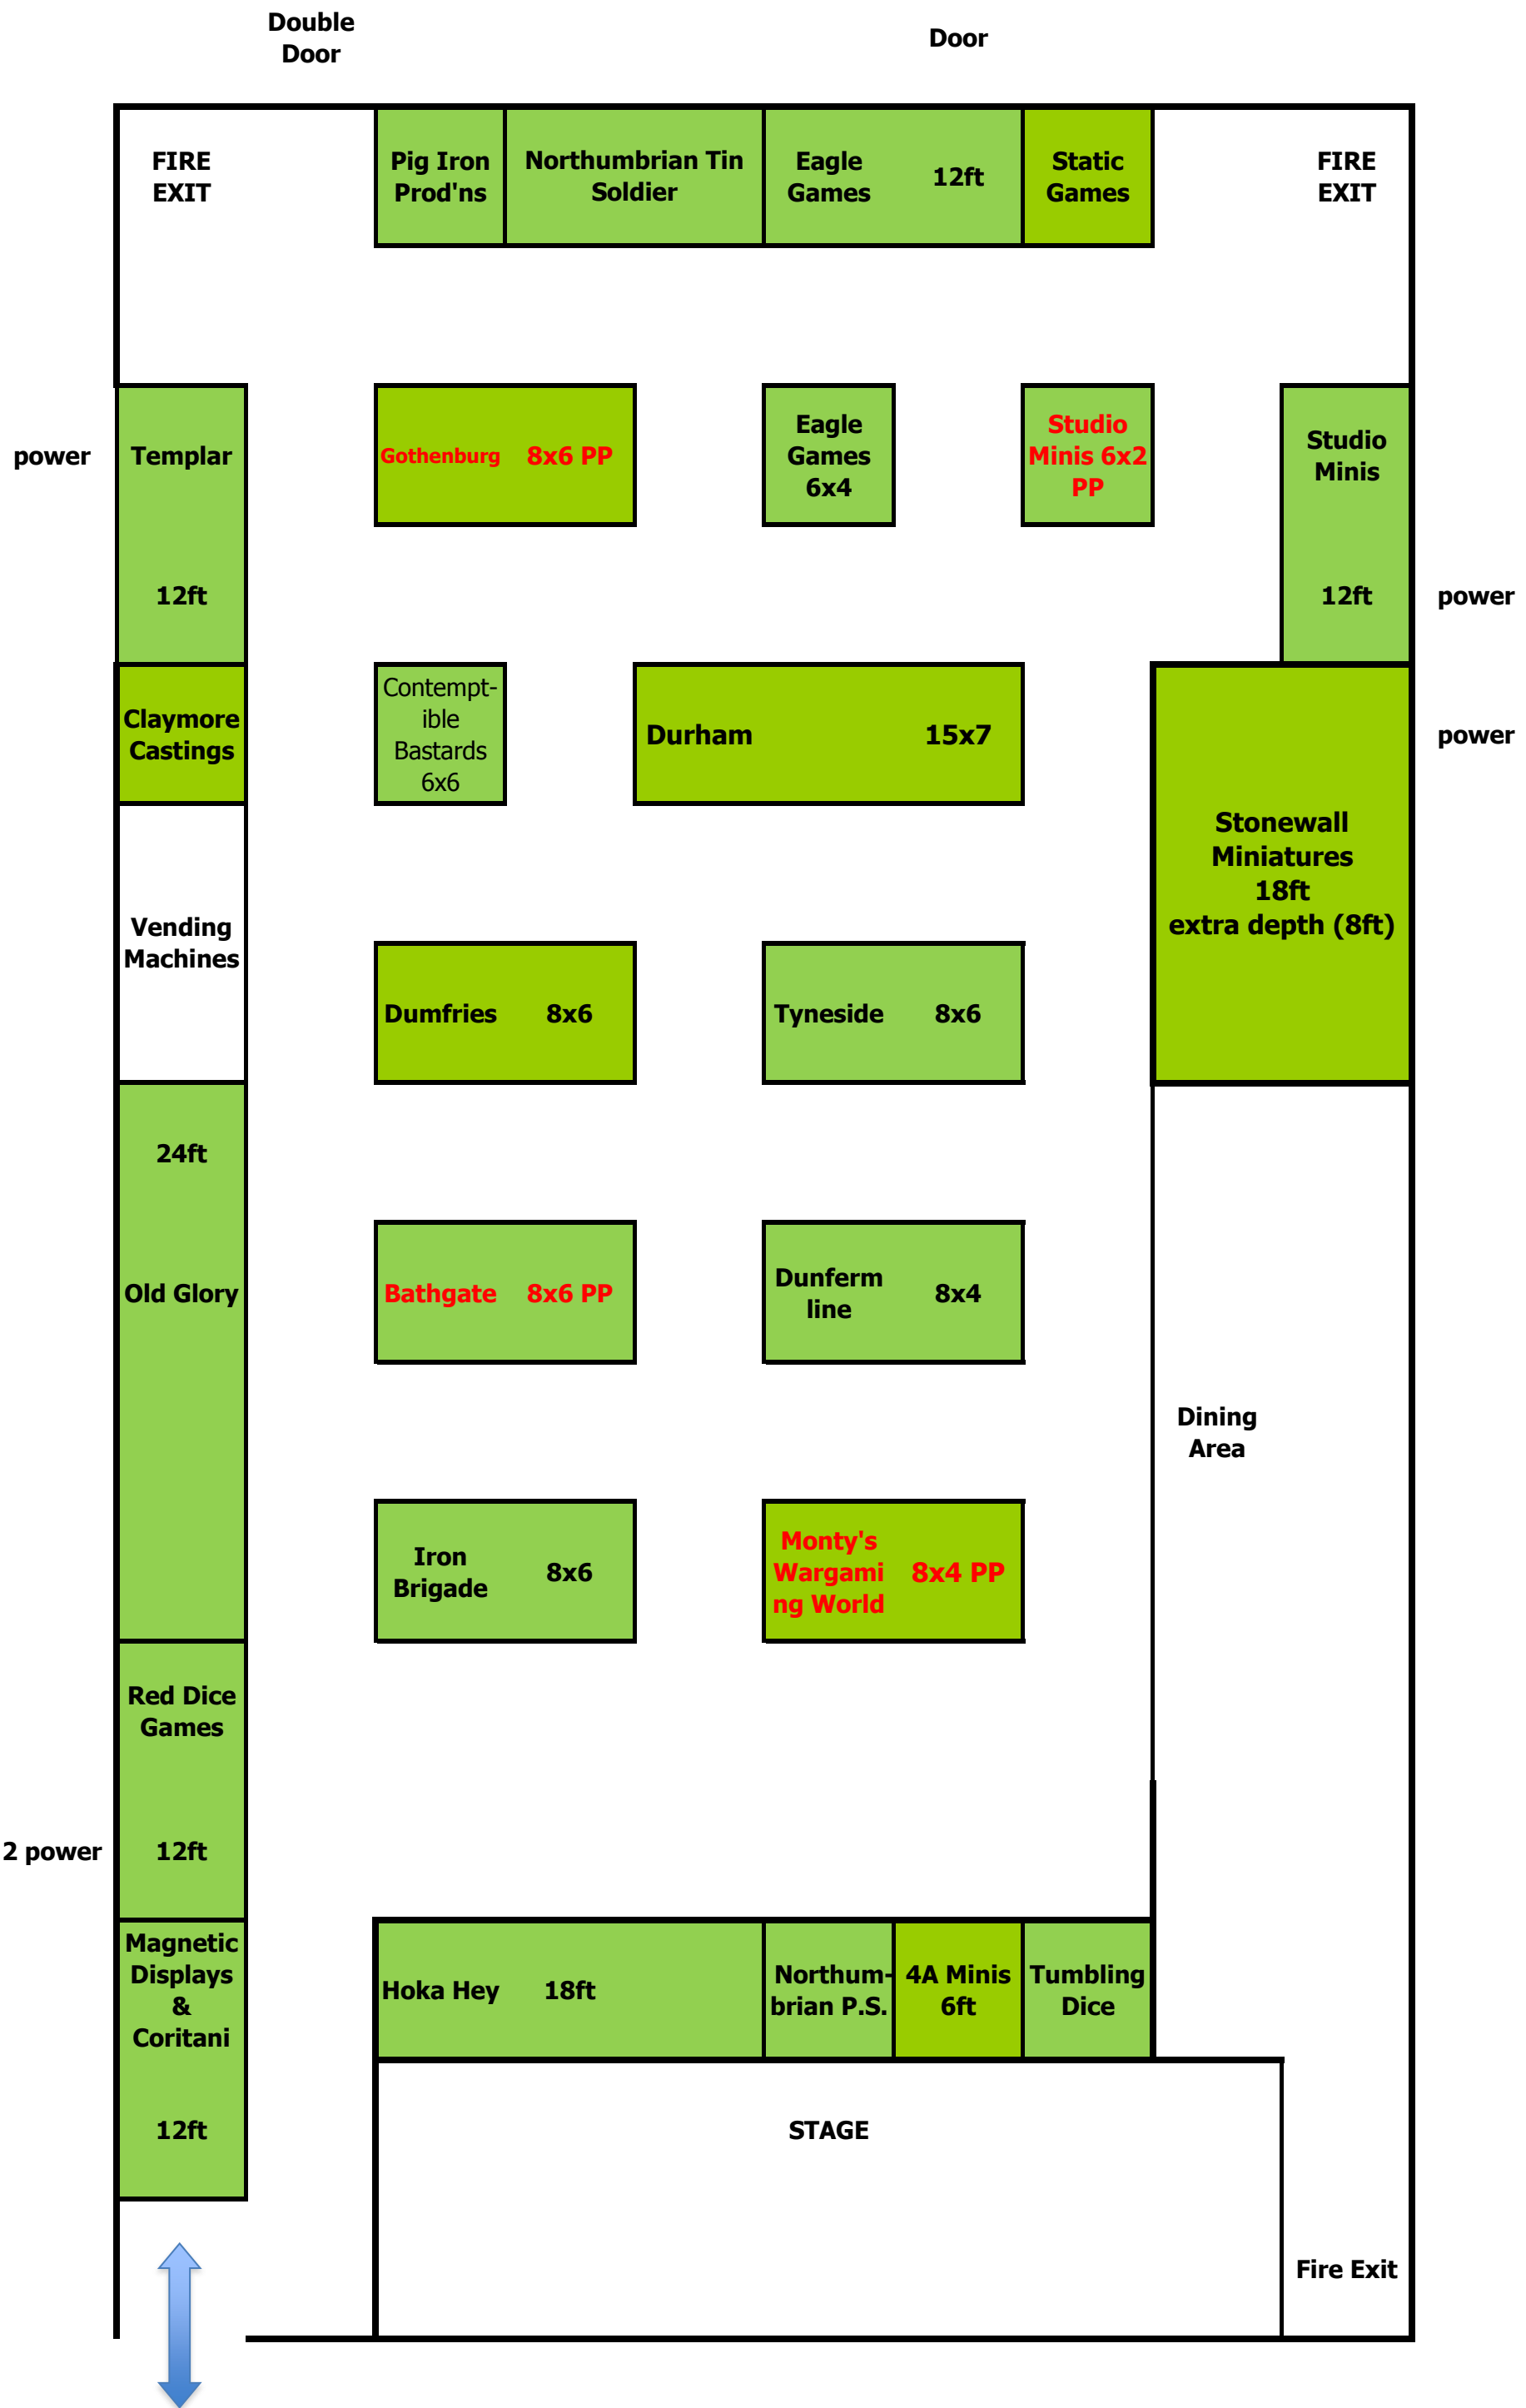 Double
Door
Door
FIRE
EXIT
Pig Iron
Prod'ns
Northumbrian Tin
Soldier
Eagle
Games
12ft
Static
Games
FIRE
EXIT
power
Templar
12ft
Gothenburg
8x6 PP
Eagle
Games
6x4
Studio
Minis 6x2
PP
Studio
Minis
12ft
power
Claymore
Castings
Contempt-
ible
Bastards
6x6
Durham
15x7
power
Stonewall
Miniatures
18ft
extra depth (8ft)
Vending
Machines
Dumfries
8x6
Tyneside
8x6
24ft
Old Glory
Bathgate
8x6 PP
Dunferm
line
8x4
Dining
Area
Iron
Brigade
8x6
Monty's
Wargami
ng World
8x4 PP
Red Dice
Games
2 power
12ft
Magnetic
Displays
&
Coritani
12ft
Hoka Hey
18ft
Northum-
brian P.S.
4A Minis
6ft
Tumbling
Dice
STAGE
Fire Exit